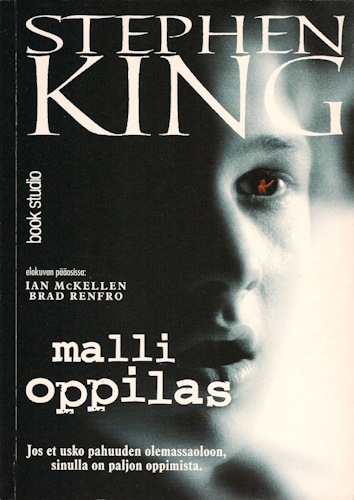 STEPHEN
KING
book studio
elokuvan pääosissa:
IAN McKELLEN
BRAD RENFRO
malli
oppilas
Jos et usko pahuuden olemassaoloon,
sinulla on paljon oppimista.